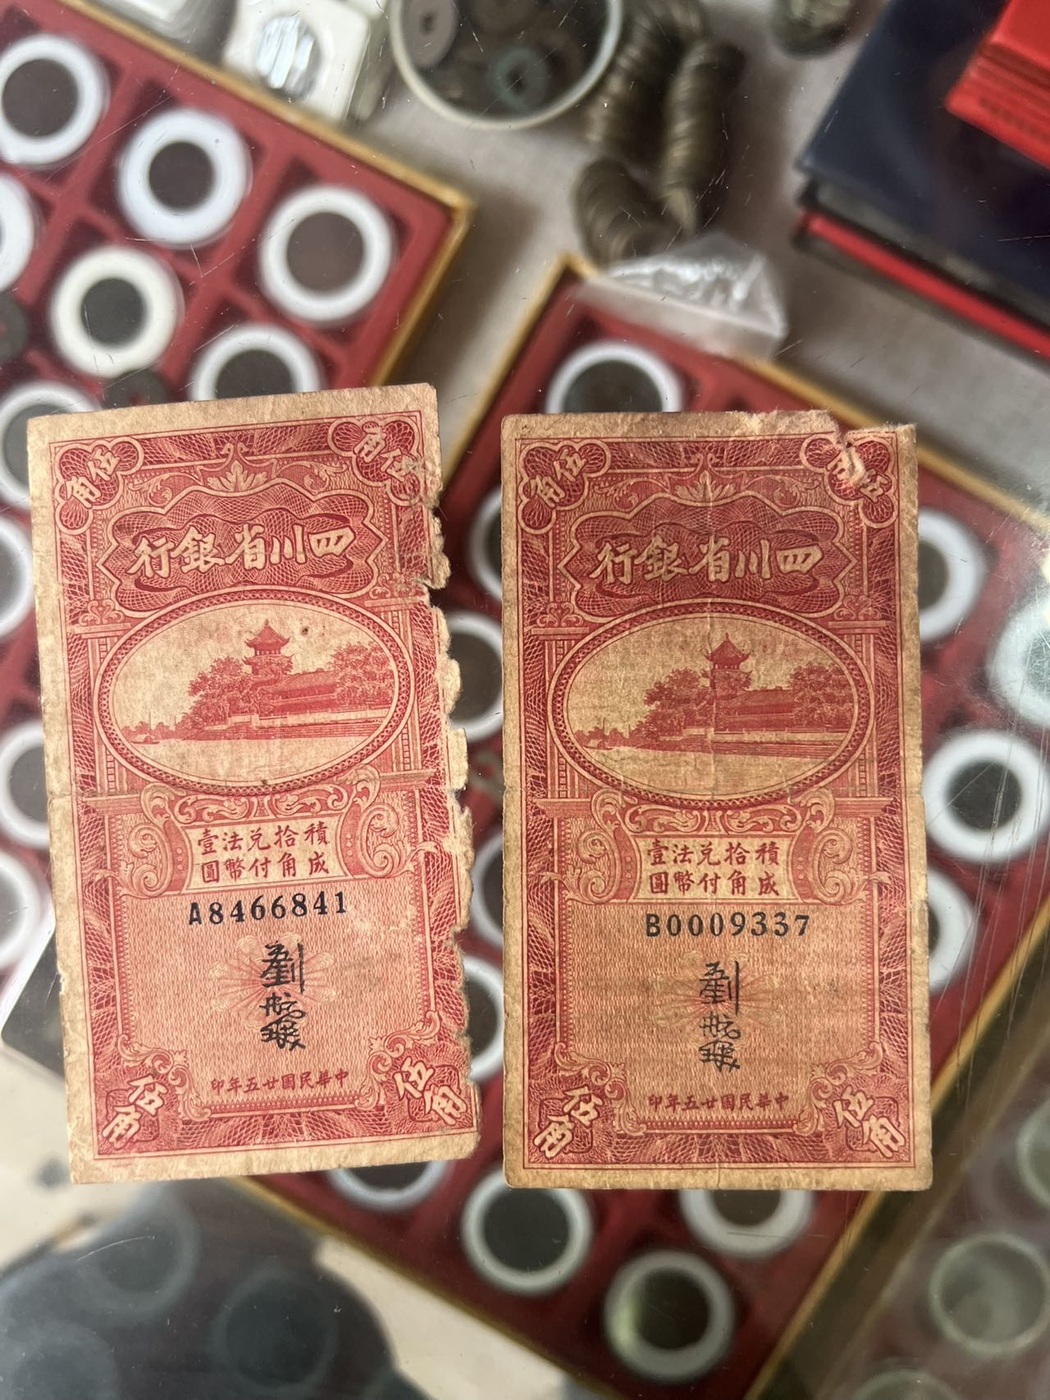 伍角
伍角
行銀省川四
壹法兑拾積
圓幣付角成
A8466841
中華民國廿五年印
伍角
伍角
伍角
行銀省川四
壹法兑拾積
圓幣付角成
B0009337
中華民國廿五年印
伍角
伍角